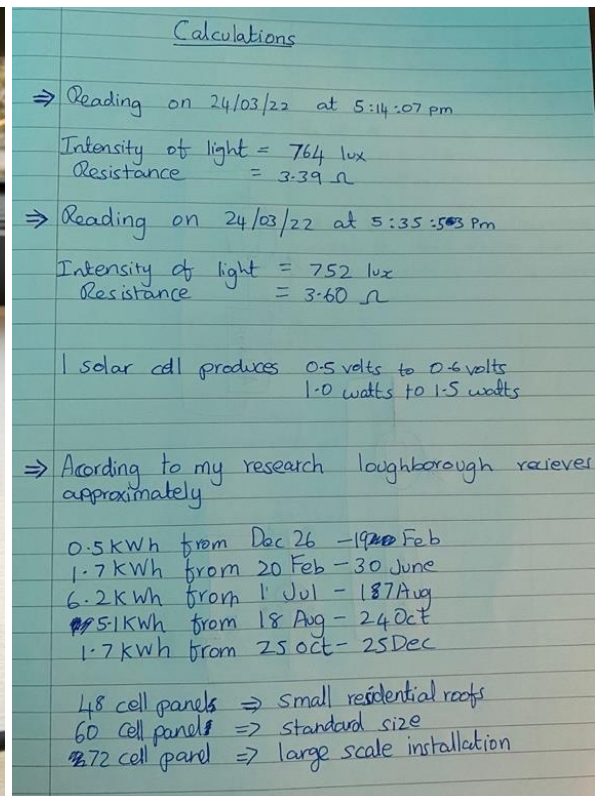 Calculations
⇒ Reading on 24/03/22 at 5:14:07 pm
Intensity of light = 764 lux
Resistance = 3.39 Ω
⇒ Reading on 24/03/22 at 5:35:53 Pm
Intensity of light = 752 lux
Resistance = 3.60 Ω
1 solar cell produces 0.5 volts to 0.6 volts
1.0 watts to 1.5 watts
⇒ Acording to my research loughborough recieves
approximately
0.5 KWh from Dec 26 - 19 Feb
1.7 KWh from 20 Feb - 30 June
6.2 KWh from 1 Jul - 17 Aug
5.1 KWh from 18 Aug - 24 Oct
1.7 KWh from 25 oct - 25 Dec
48 cell panels ⇒ small residential roofs
60 cell panels ⇒ standard size
72 cell panel ⇒ large scale installation